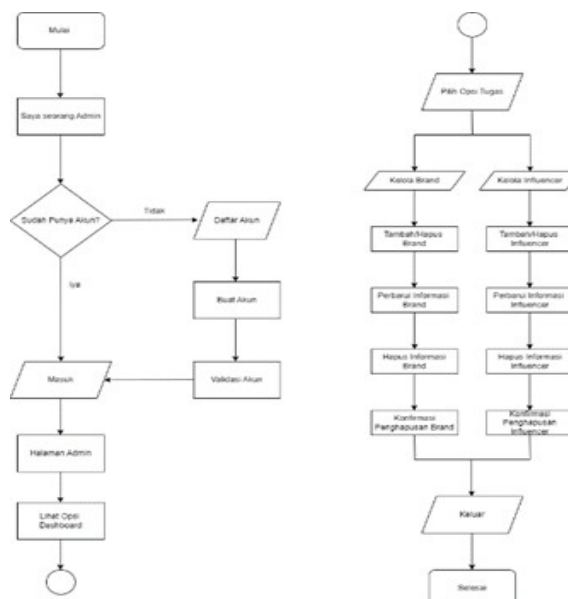 Mulai
Saya seorang Admin
Sudah Punya Akun?
Tidak
Daftar Akun
Iya
Buat Akun
Validasi Akun
Masuk
Halaman Admin
Lihat Opsi
Dashboard
Pilih Opsi Tugas
Kelola Brand
Kelola Influencer
Tambah/Hapus
Brand
Tambah/Hapus
Influencer
Perbarui Informasi
Brand
Perbarui Informasi
Influencer
Hapus Informasi
Brand
Hapus Informasi
Influencer
Konfirmasi
Penghapusan Brand
Konfirmasi
Penghapusan
Influencer
Keluar
Selesai